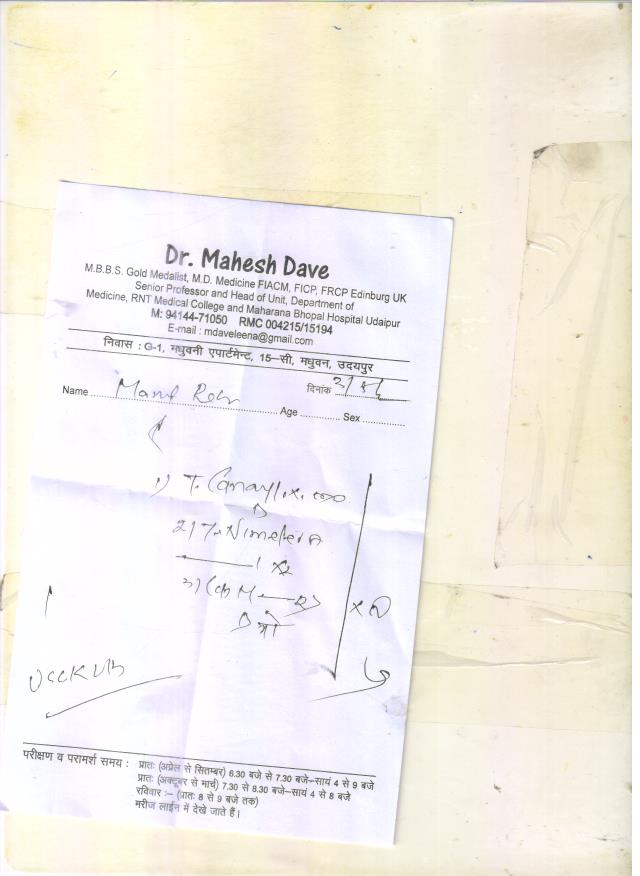 Dr. Mahesh Dave
M.B.B.S. Gold Medalist, M.D. Medicine FIACM, FICP, FRCP Edinburg UK
Senior Professor and Head of Unit, Department of
Medicine, RNT Medical College and Maharana Bhopal Hospital Udaipur
M: 94144-71050 RMC 004215/15194
E-mail : mdaveleena@gmail.com
निवास : G-1, मधुवनी एपार्टमेन्ट, 15–सी, मधुवन, उदयपुर
दिनांक
Name Age Sex
1) T.
2) T.
3)
परीक्षण व परामर्श समय : प्रातः (अप्रेल से सितम्बर) 6.30 बजे से 7.30 बजे–सायं 4 से 9 बजे
प्रातः (अक्टूबर से मार्च) 7.30 से 8.30 बजे–सायं 4 से 8 बजे
रविवार :– (प्रातः 8 से 9 बजे तक)
मरीज लाईन में देखे जाते हैं।